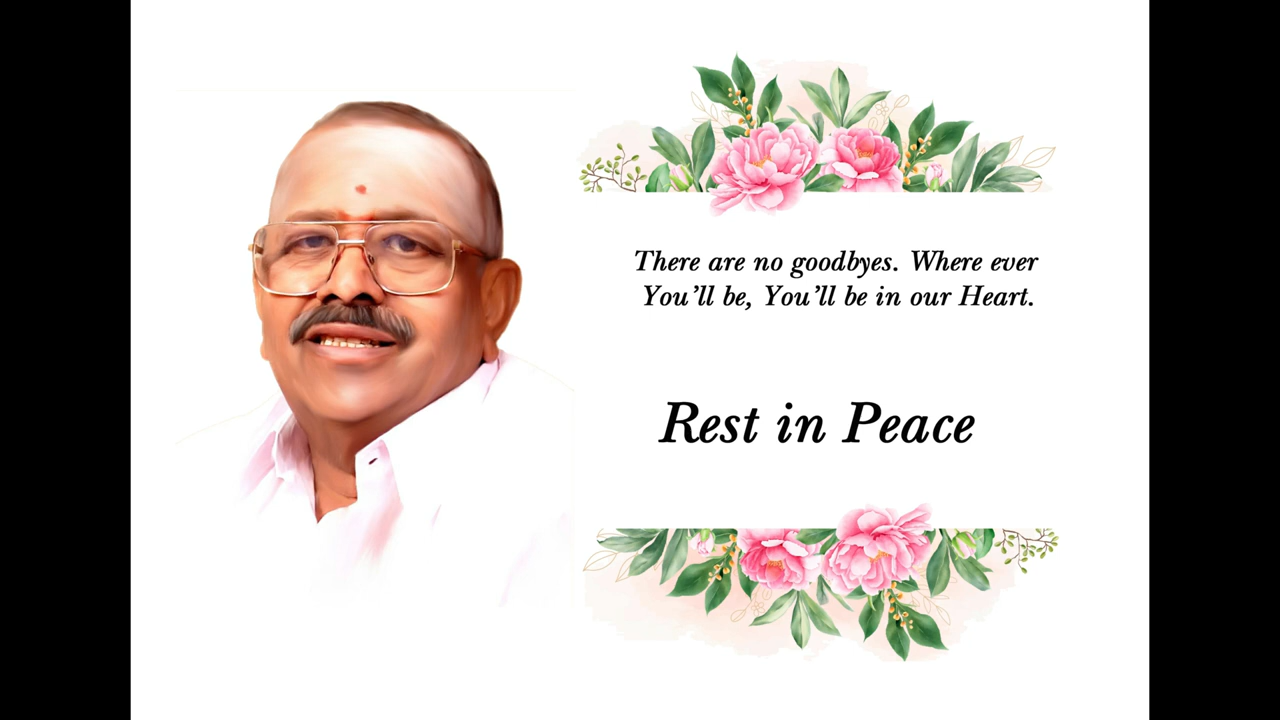 There are no goodbyes. Where ever
You’ll be, You’ll be in our Heart.
Rest in Peace